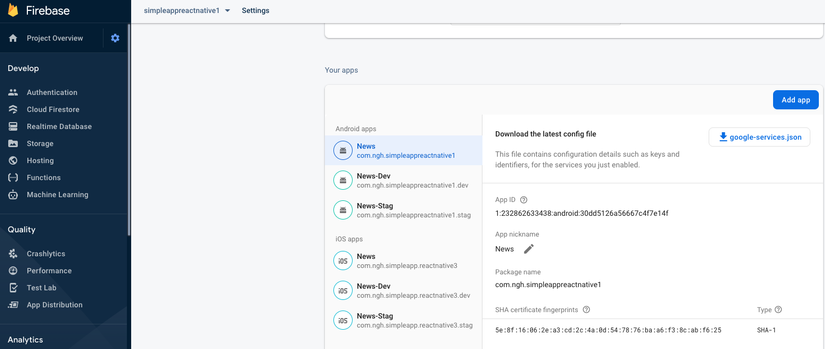 Firebase
simpleappreactnative1
Settings
Project Overview
Develop
Authentication
Cloud Firestore
Realtime Database
Storage
Hosting
Functions
Machine Learning
Quality
Crashlytics
Performance
Test Lab
App Distribution
Analytics
Your apps
Add app
Android apps
News
com.ngh.simpleappreactnative1
News-Dev
com.ngh.simpleappreactnative1.dev
News-Stag
com.ngh.simpleappreactnative1.stag
iOS apps
iOS
News
com.ngh.simpleapp.reactnative3
iOS
News-Dev
com.ngh.simpleapp.reactnative3.dev
iOS
News-Stag
com.ngh.simpleapp.reactnative3.stag
Download the latest config file
google-services.json
This file contains configuration details such as keys and
identifiers, for the services you just enabled.
App ID
1:232862633438:android:30dd5126a56667c4f7e14f
App nickname
News
Package name
com.ngh.simpleappreactnative1
SHA certificate fingerprints
Type
5e:8f:16:06:2e:a3:cd:2c:4a:0d:54:78:76:ba:a6:f3:8c:ab:f6:25
SHA-1